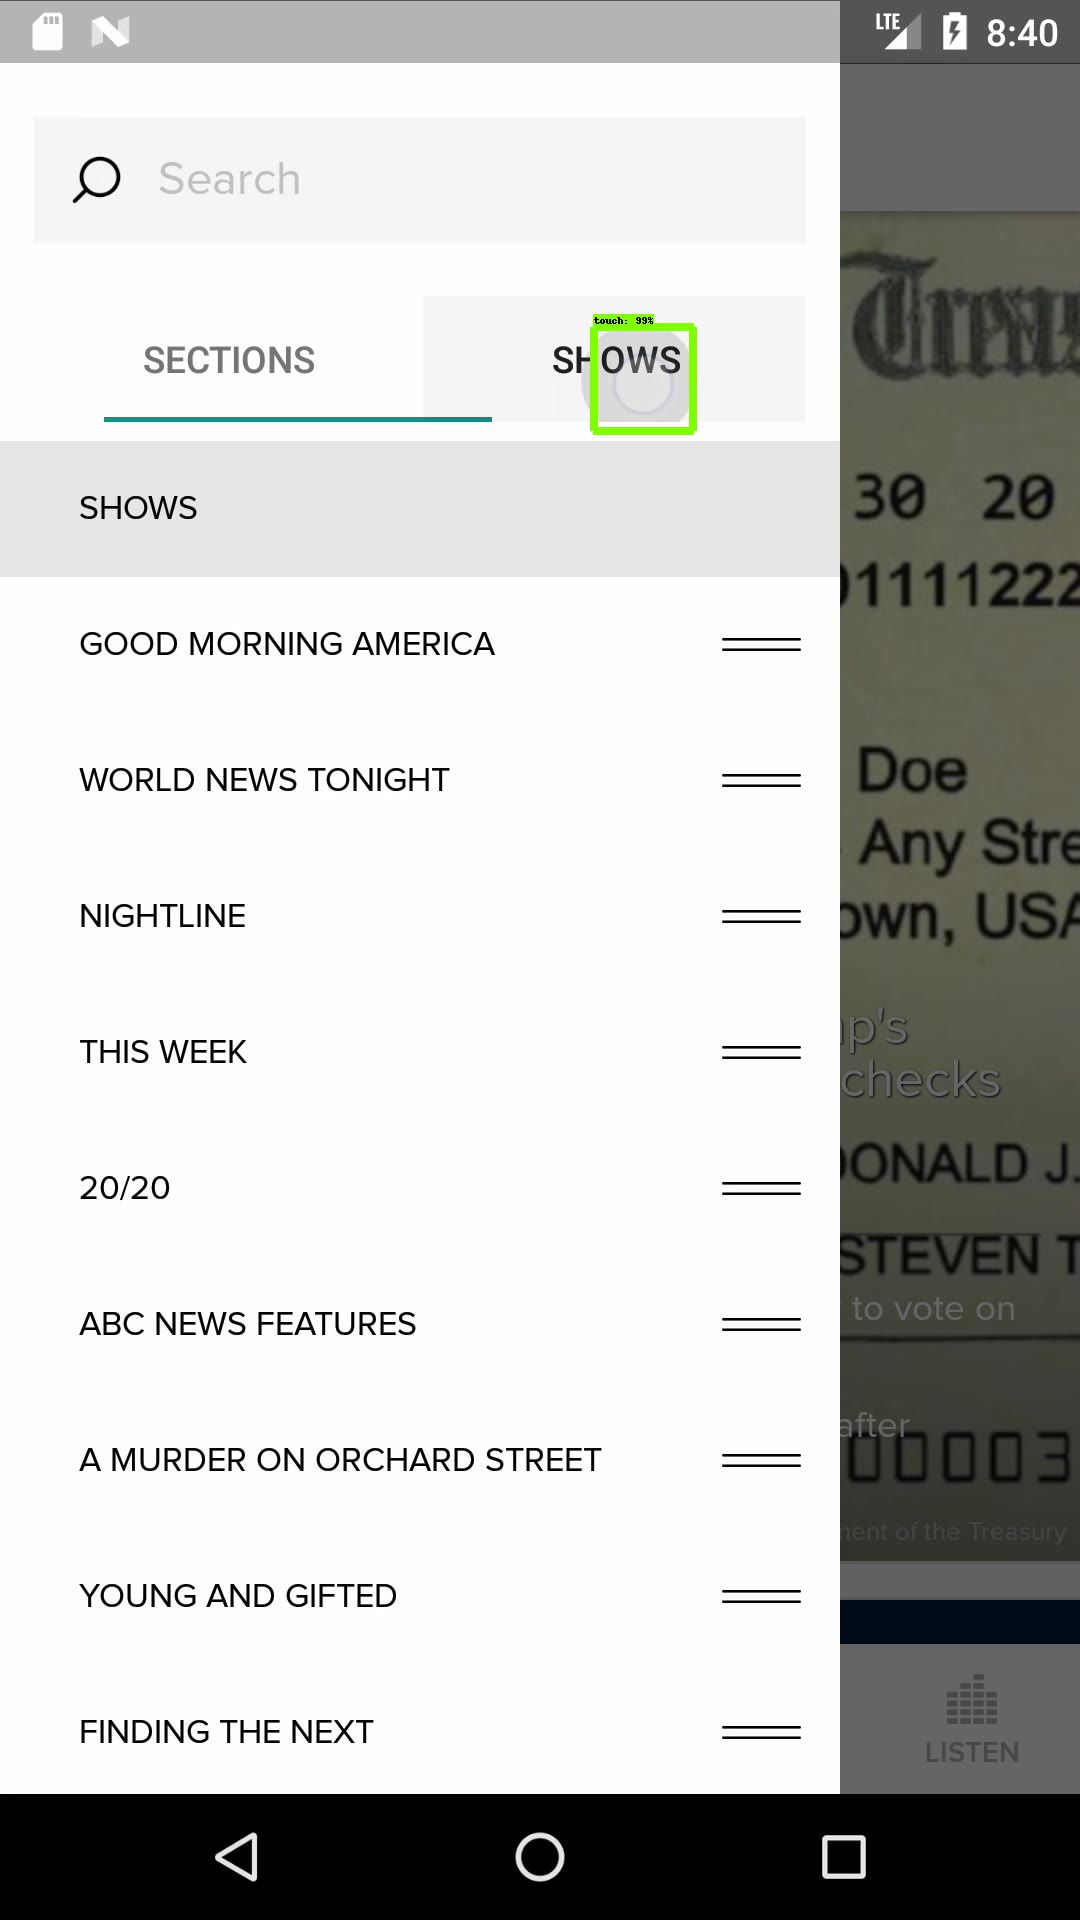 LTE 8:40
Search
SECTIONS
touch: 99%
SHOWS
SHOWS
30 20
01111222
GOOD MORNING AMERICA
WORLD NEWS TONIGHT
Doe
Any Stre
NIGHTLINE
own, USA
THIS WEEK
p's
checks
20/20
ONALD J.
STEVEN T
to vote on
ABC NEWS FEATURES
after
A MURDER ON ORCHARD STREET
00003
ment of the Treasury
YOUNG AND GIFTED
FINDING THE NEXT
LISTEN